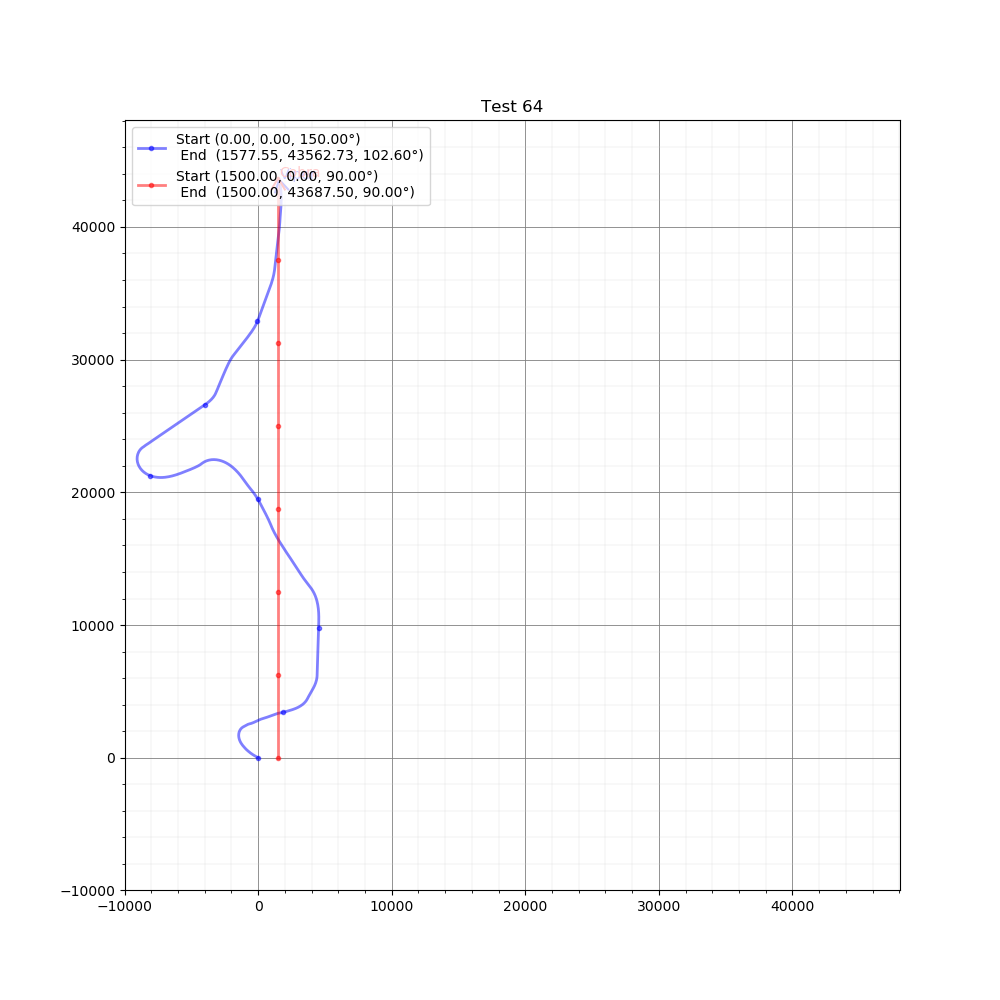 Test 64
Start (0.00, 0.00, 150.00°)
End (1577.55, 43562.73, 102.60°)
Start (1500.00, 0.00, 90.00°)
End (1500.00, 43687.50, 90.00°)
40000
30000
20000
10000
0
−10000
−10000 0 10000 20000 30000 40000